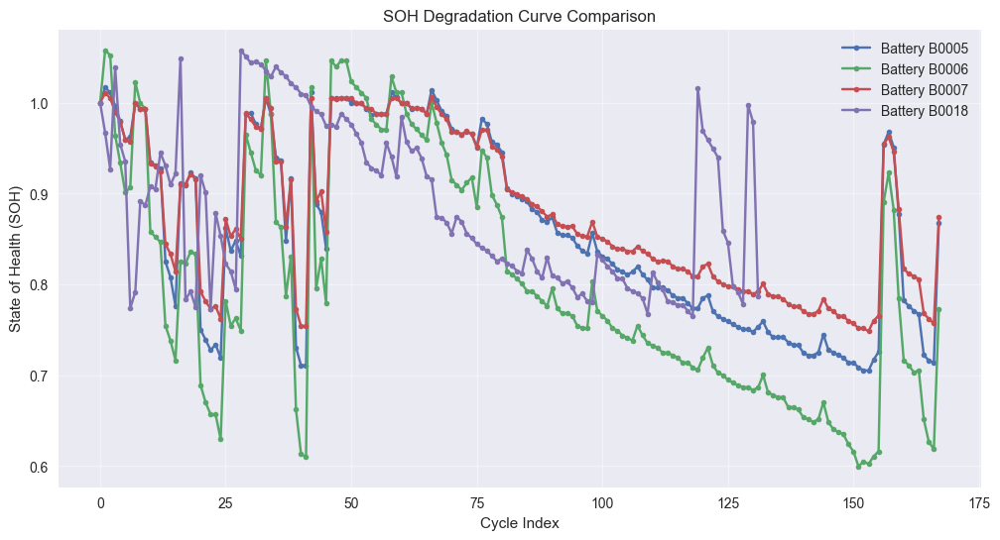 SOH Degradation Curve Comparison
Battery B0005
Battery B0006
Battery B0007
Battery B0018
State of Health (SOH)
1.0
0.9
0.8
0.7
0.6
0 25 50 75 100 125 150 175
Cycle Index